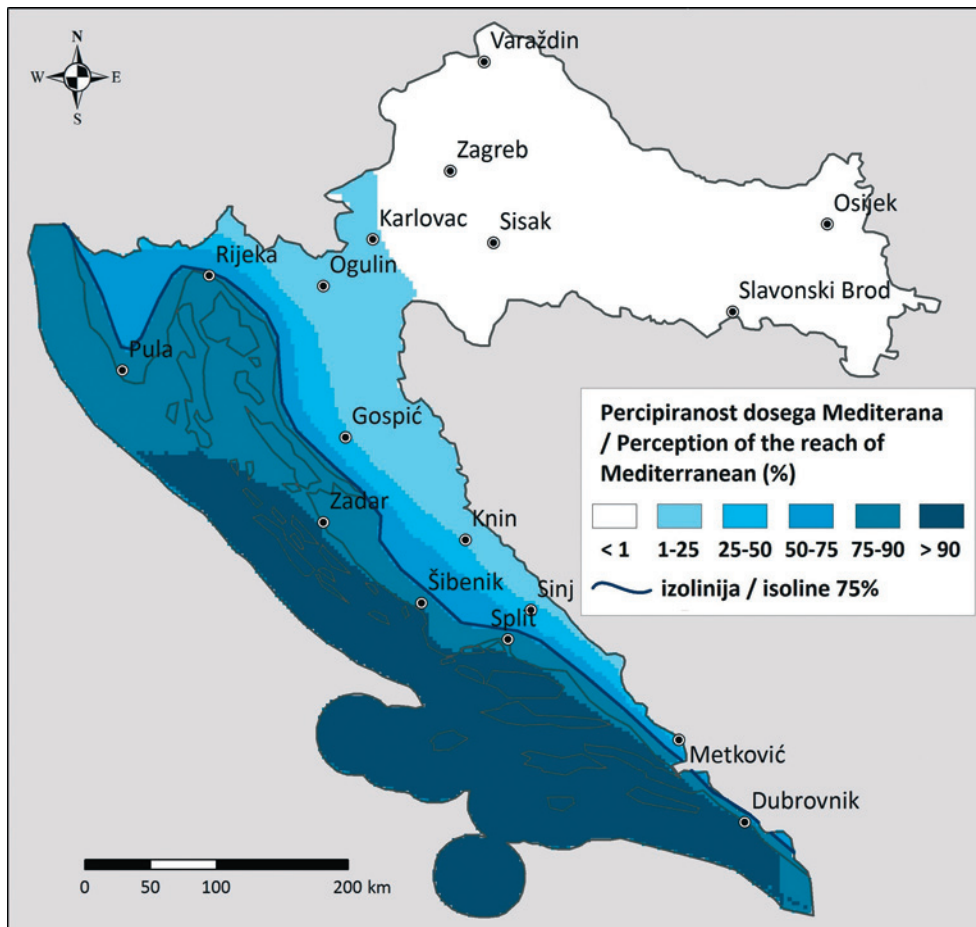 N
W E
S
Varaždin
Zagreb
Karlovac
Sisak
Osijek
Rijeka
Ogulin
Slavonski Brod
Pula
Gospić
Zadar
Knin
Šibenik
Sinj
Split
Metković
Dubrovnik
Percipiranost dosega Mediterana
/ Perception of the reach of
Mediterranean (%)
< 1 1-25 25-50 50-75 75-90 > 90
izolinija / isoline 75%
0 50 100 200 km